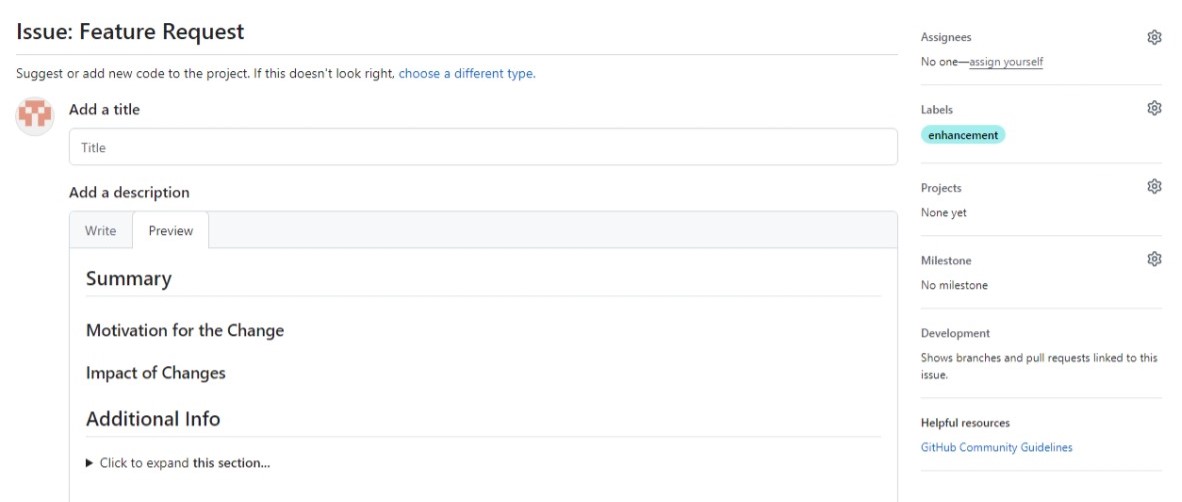 Issue: Feature Request
Suggest or add new code to the project. If this doesn't look right, choose a different type.
Add a title
Title
Add a description
Write
Preview
Summary
Motivation for the Change
Impact of Changes
Additional Info
Click to expand this section...
Assignees
No one—assign yourself
Labels
enhancement
Projects
None yet
Milestone
No milestone
Development
Shows branches and pull requests linked to this
issue.
Helpful resources
GitHub Community Guidelines